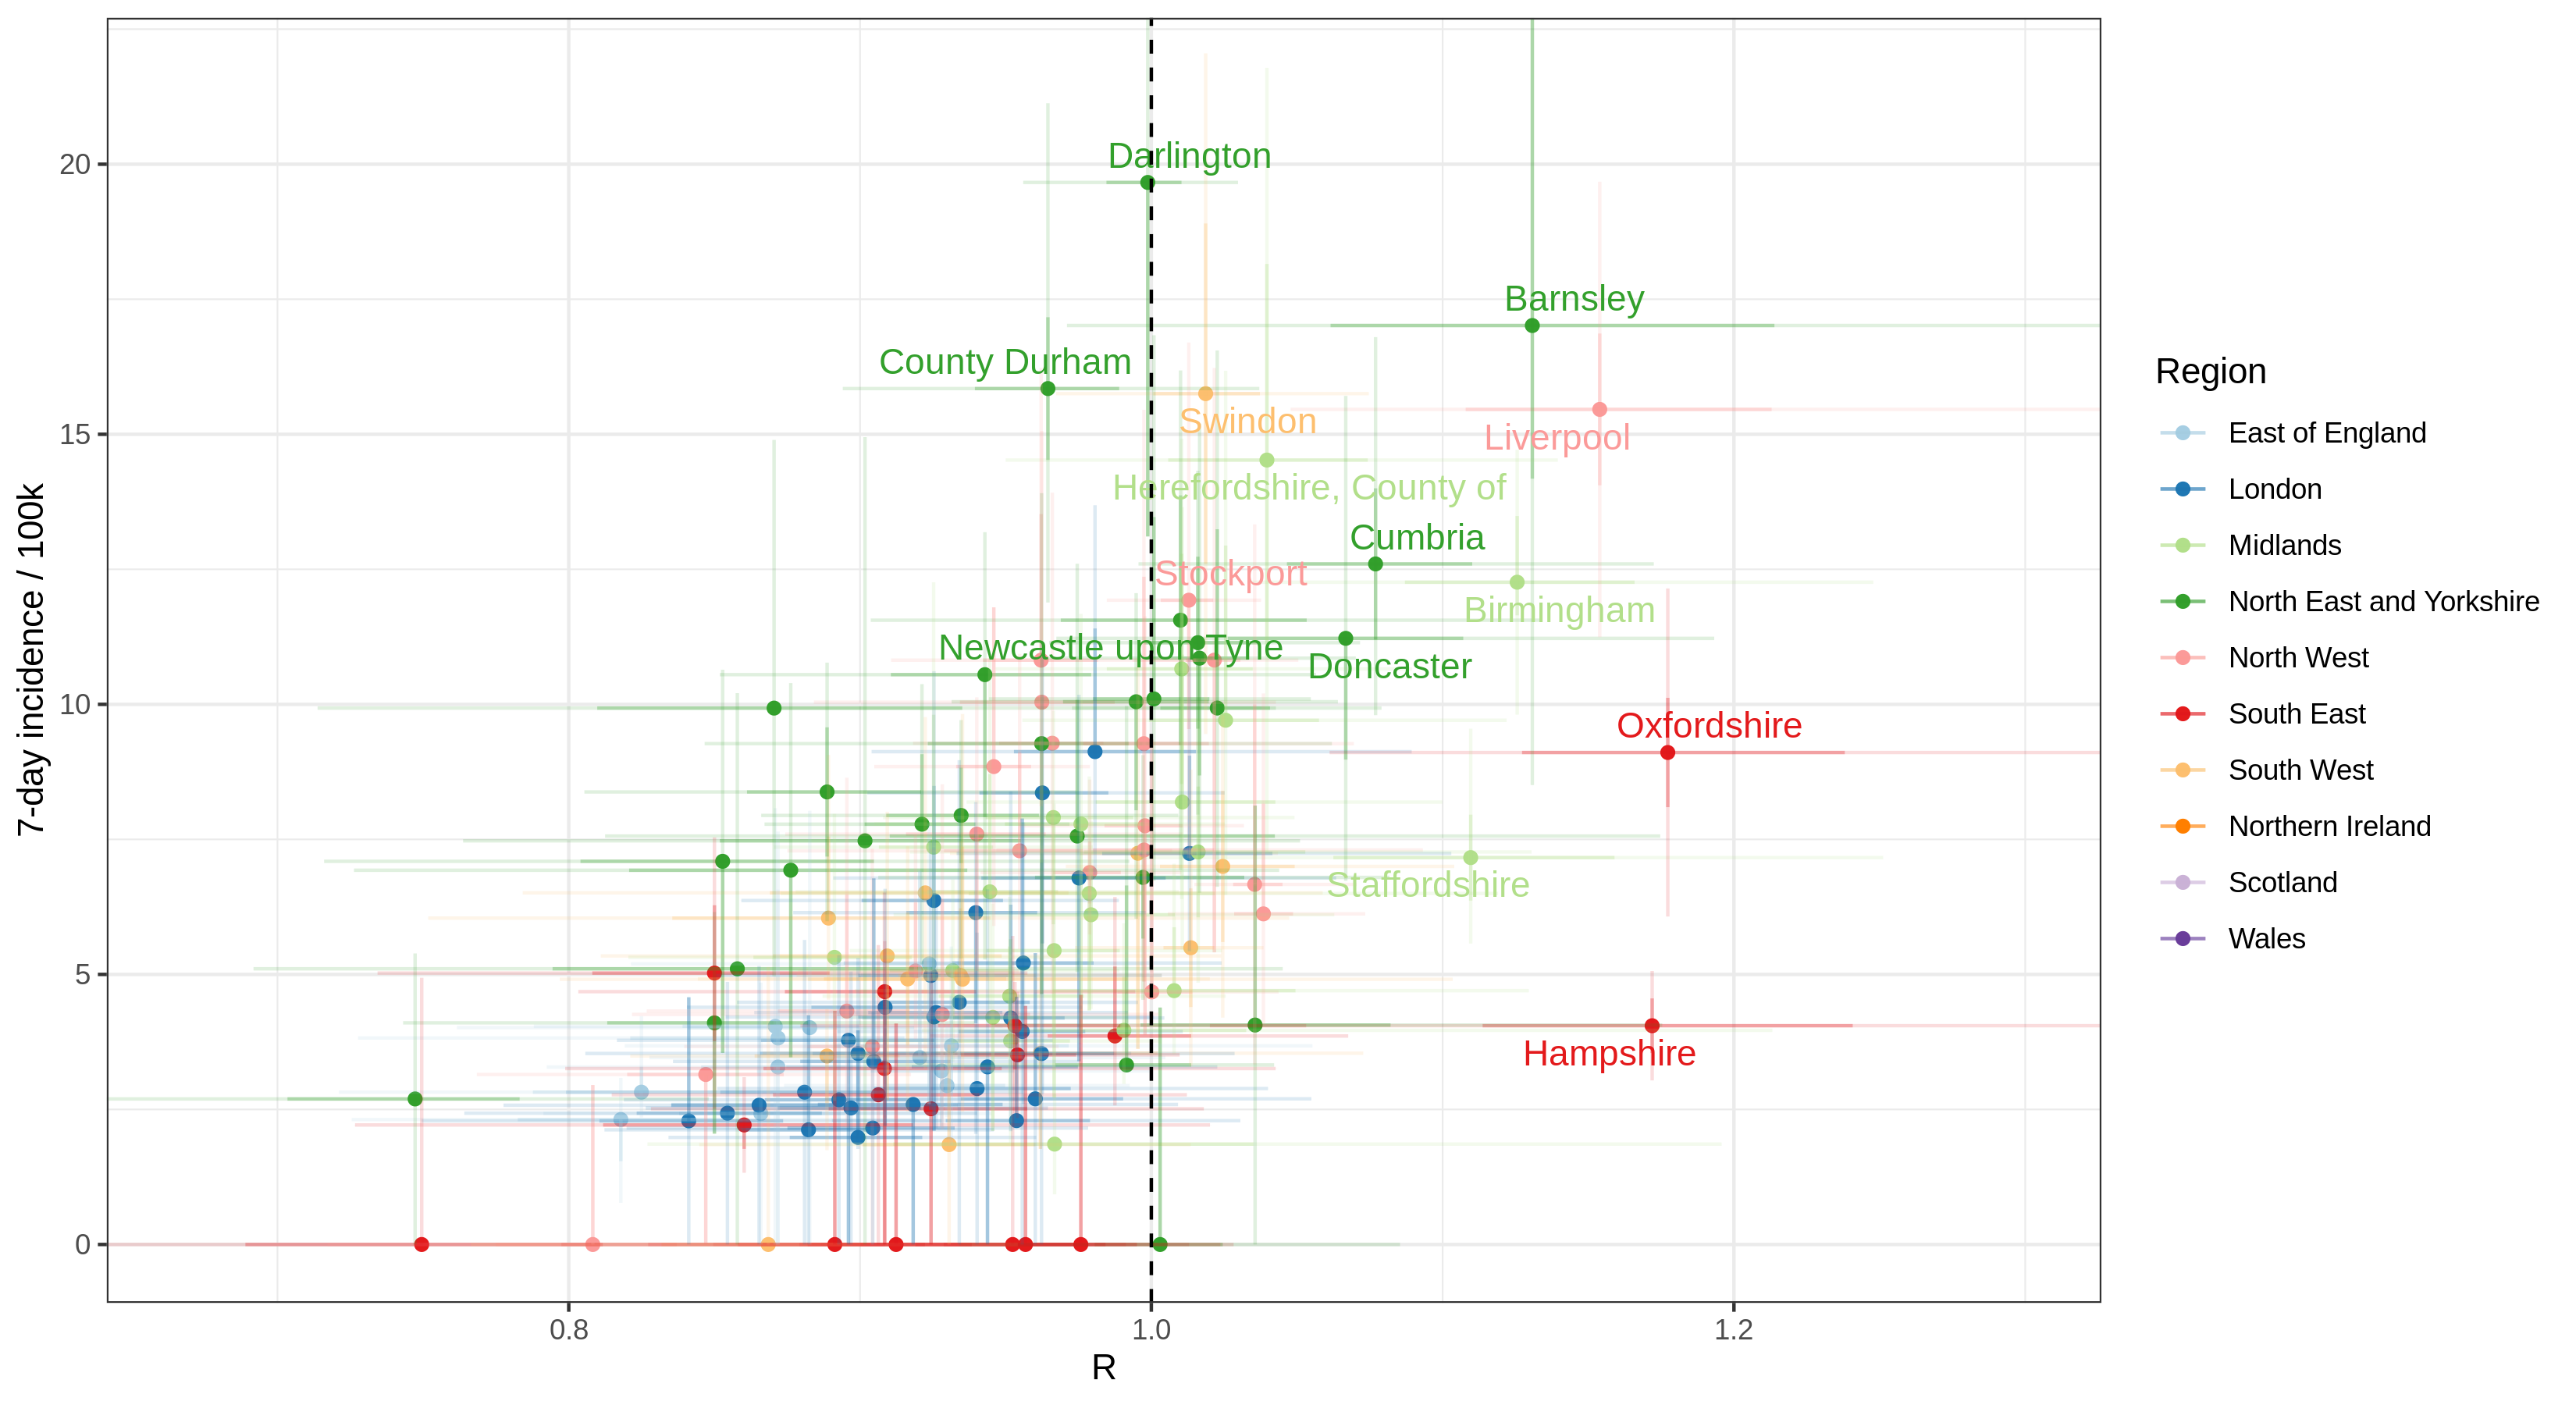 Darlington
Barnsley
County Durham
Swindon
Liverpool
Herefordshire, County of
Cumbria
Stockport
Birmingham
Newcastle upon Tyne
Doncaster
Oxfordshire
Staffordshire
Hampshire
20
15
10
5
0
7-day incidence / 100k
0.8
1.0
1.2
R
Region
East of England
London
Midlands
North East and Yorkshire
North West
South East
South West
Northern Ireland
Scotland
Wales